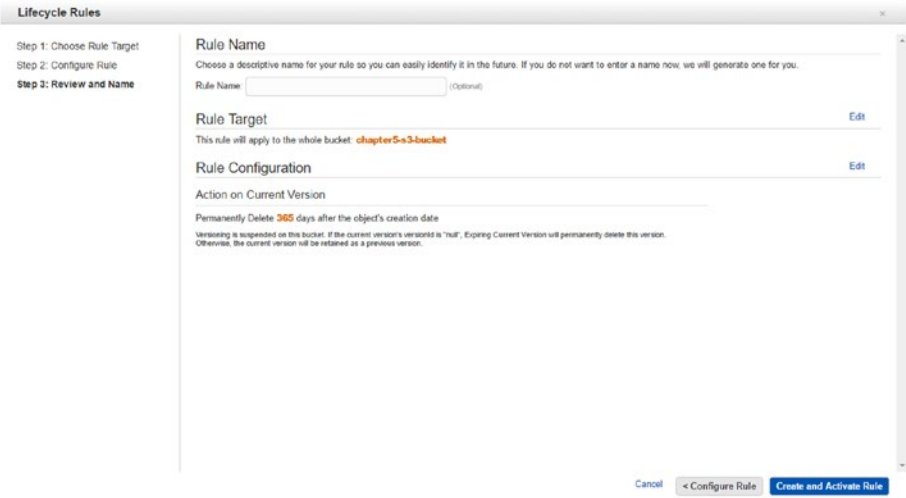 Lifecycle Rules
×
Step 1: Choose Rule Target
Step 2: Configure Rule
Step 3: Review and Name
Rule Name
Choose a descriptive name for your rule so you can easily identify it in the future. If you do not want to enter a name now, we will generate one for you.
Rule Name: (Optional)
Rule Target Edit
This rule will apply to the whole bucket: chapter5-s3-bucket
Rule Configuration Edit
Action on Current Version
Permanently Delete 365 days after the object's creation date
Versioning is suspended on this bucket. If the current version's versionId is "null", Expiring Current Version will permanently delete this version.
Otherwise, the current version will be retained as a previous version.
Cancel < Configure Rule Create and Activate Rule